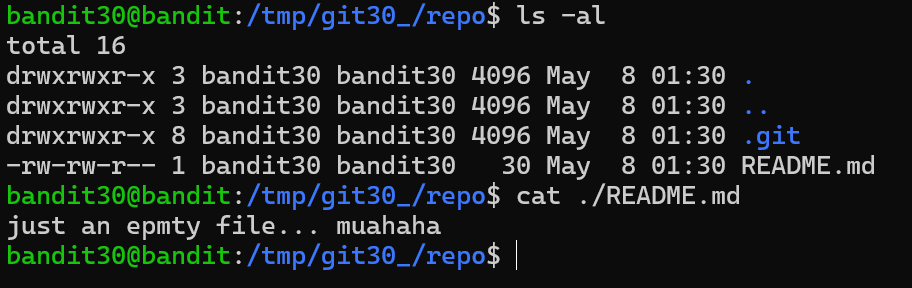 bandit30@bandit:/tmp/git30_/repo$ ls -al
total 16
drwxrwxr-x 3 bandit30 bandit30 4096 May  8 01:30 .
drwxrwxr-x 3 bandit30 bandit30 4096 May  8 01:30 ..
drwxrwxr-x 8 bandit30 bandit30 4096 May  8 01:30 .git
-rw-rw-r-- 1 bandit30 bandit30   30 May  8 01:30 README.md
bandit30@bandit:/tmp/git30_/repo$ cat ./README.md
just an epmty file... muahaha
bandit30@bandit:/tmp/git30_/repo$